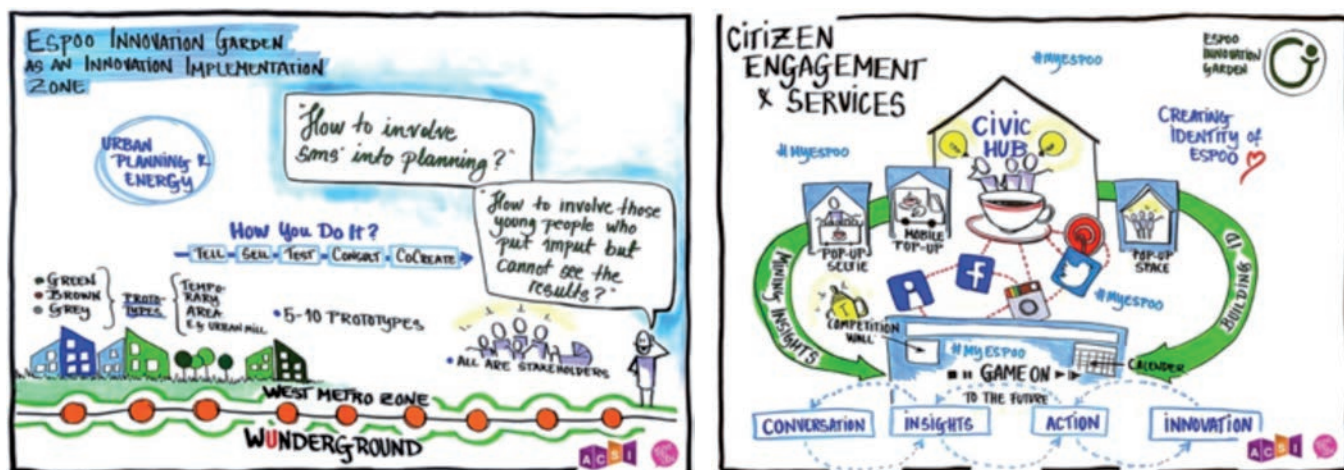 ESPOO INNOVATION GARDEN
AS AN INNOVATION IMPLEMENTATION
ZONE
URBAN
PLANNING &
ENERGY
"How to involve
sms' into planning?"
"How to involve those
young people who
put input but
cannot see the
results?"
HOW YOU DO IT?
TELL SELL TEST CONSULT COCREATE
GREEN
BROWN
GREY
PROTO-
TYPES
TEMPO-
RARY
AREA
E.G URBAN MILL
5-10 PROTOTYPES
ALL ARE STAKEHOLDERS
WEST METRO ZONE
WUNDERGROUND
ACSI
CITIZEN
ENGAGEMENT
& SERVICES
#MYESPOO
ESPOO
INNOVATION
GARDEN
CREATING
IDENTITY OF
ESPOO
#MYESPOO
CIVIC
HUB
POP-UP
SELFIE
MOBILE
POP-UP
POP-UP
SPACE
MINING INSIGHTS
BUILDING ID
#MYESPOO
T
COMPETITION
WALL
#MYESPOO
GAME ON
TO THE FUTURE
CALENDER
CONVERSATION INSIGHTS ACTION INNOVATION
ACSI